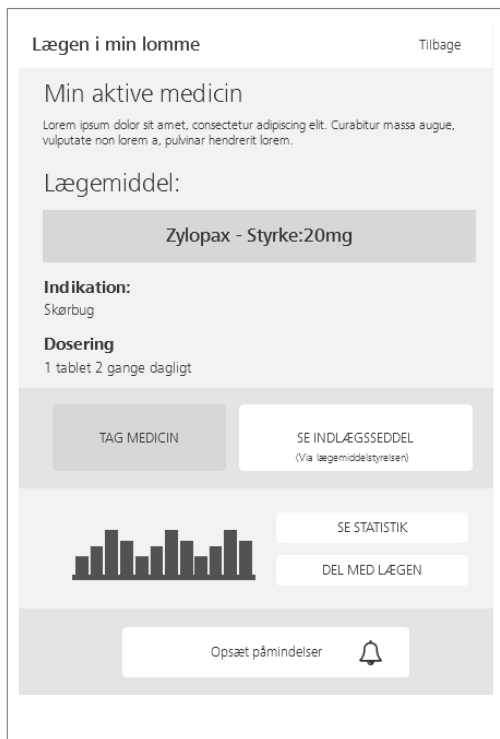 Lægen i min lomme
Tilbage
Min aktive medicin
Lorem ipsum dolor sit amet, consectetur adipiscing elit. Curabitur massa augue,
vulputate non lorem a, pulvinar hendrerit lorem.
Lægemiddel:
Zylopax - Styrke:20mg
Indikation:
Skørbug
Dosering
1 tablet 2 gange dagligt
TAG MEDICIN
SE INDLÆGSSEDDEL
(Via lægemiddelstyrelsen)
SE STATISTIK
DEL MED LÆGEN
Opsæt påmindelser